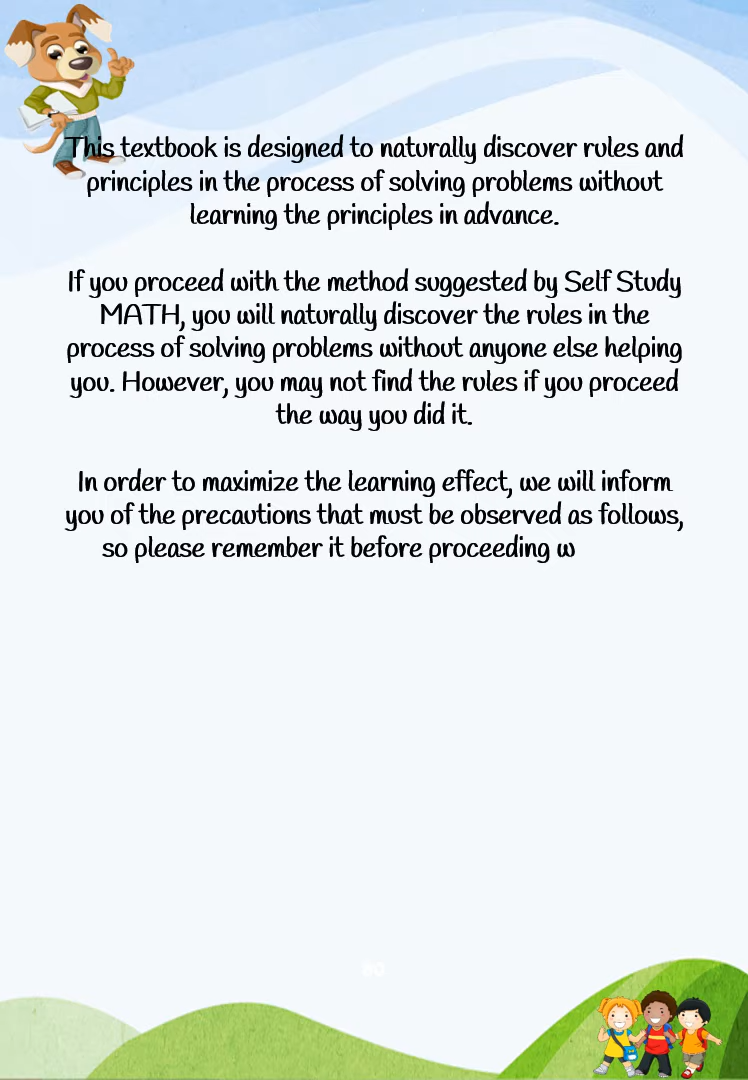 This textbook is designed to naturally discover rules and
principles in the process of solving problems without
learning the principles in advance.
If you proceed with the method suggested by Self Study
MATH, you will naturally discover the rules in the
process of solving problems without anyone else helping
you. However, you may not find the rules if you proceed
the way you did it.
In order to maximize the learning effect, we will inform
you of the precautions that must be observed as follows,
so please remember it before proceeding w